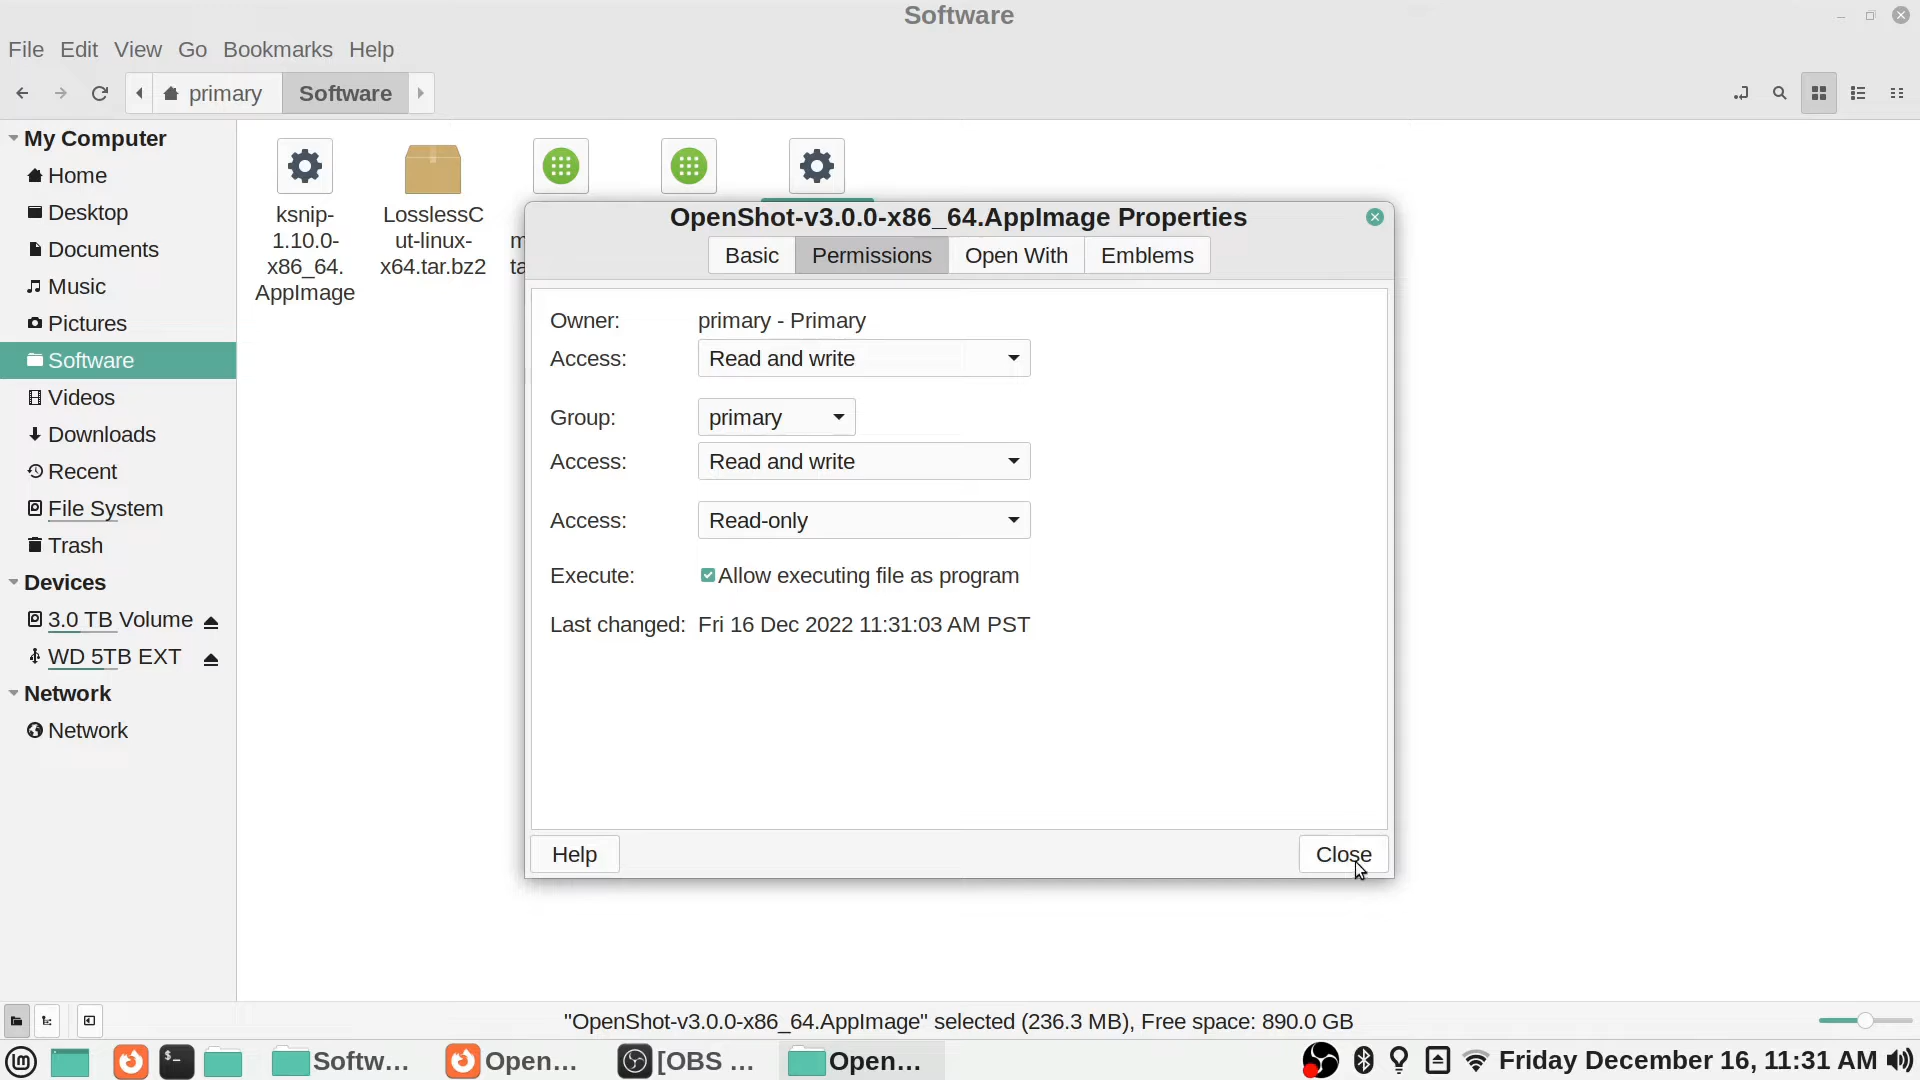 Software
File Edit View Go Bookmarks Help
primary Software
My Computer
Home
Desktop
Documents
Music
Pictures
Software
Videos
Downloads
Recent
File System
Trash
Devices
3.0 TB Volume
WD 5TB EXT
Network
Network
ksnip-
1.10.0-
x86_64.
AppImage
LosslessC
ut-linux-
x64.tar.bz2
OpenShot-v3.0.0-x86_64.AppImage Properties
Basic Permissions Open With Emblems
Owner: primary - Primary
Access: Read and write
Group: primary
Access: Read and write
Access: Read-only
Execute: Allow executing file as program
Last changed: Fri 16 Dec 2022 11:31:03 AM PST
Help Close
"OpenShot-v3.0.0-x86_64.AppImage" selected (236.3 MB), Free space: 890.0 GB
Softw... Open... [OBS ... Open... Friday December 16, 11:31 AM